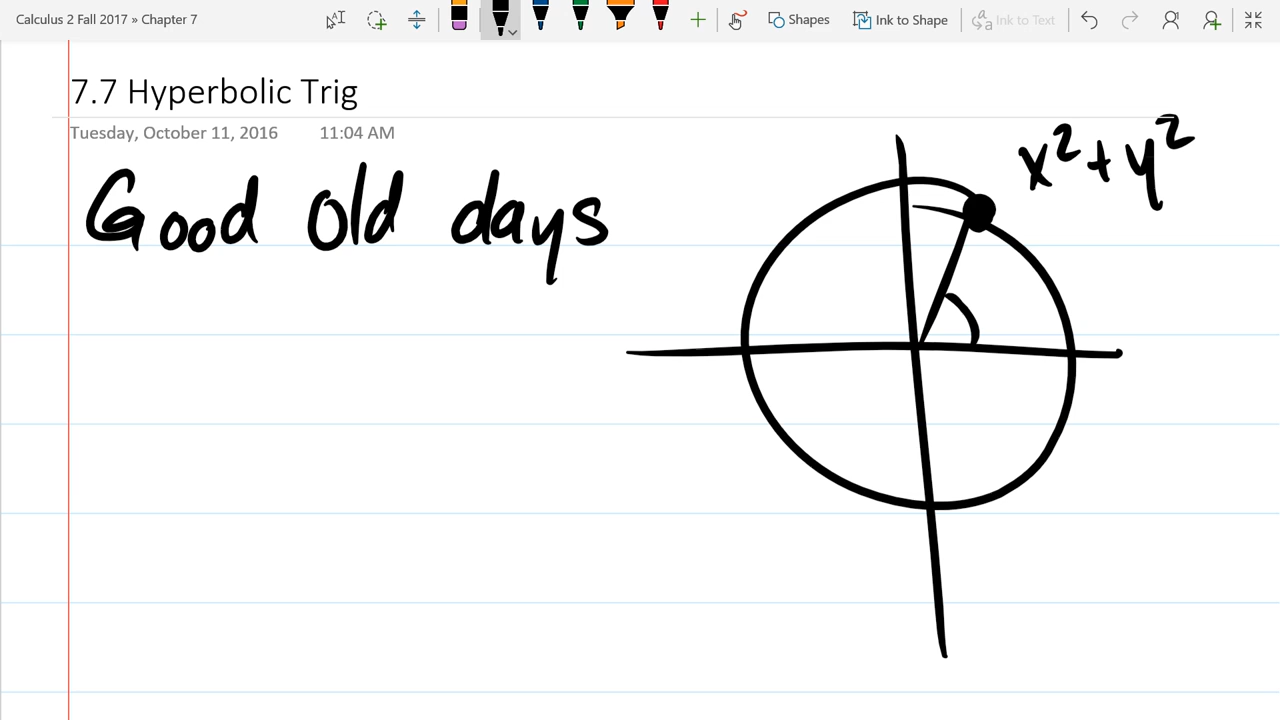 Calculus 2 Fall 2017 » Chapter 7
Shapes
Ink to Shape
Ink to Text
7.7 Hyperbolic Trig
Tuesday, October 11, 2016 11:04 AM
Good old days
x²+y²